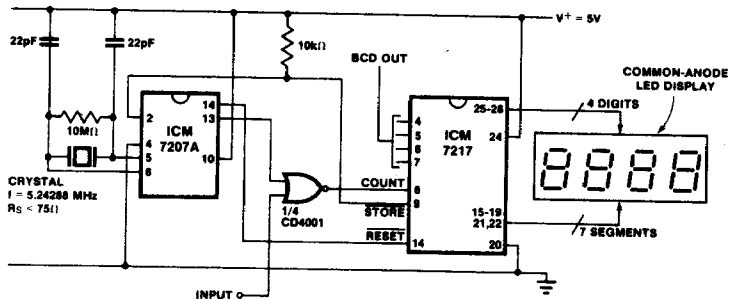 22pF
22pF
10kΩ
V⁺ = 5V
BCD OUT
COMMON-ANODE
LED DISPLAY
10MΩ
2
4
5
6
14
13
10
ICM
7207A
4
5
6
7
ICM
7217
25-28
24
4 DIGITS
CRYSTAL
f = 5.24288 MHz
RS < 75Ω
1/4
CD4001
COUNT
8
STORE
9
RESET
14
15-19
21,22
20
7 SEGMENTS
8888
INPUT